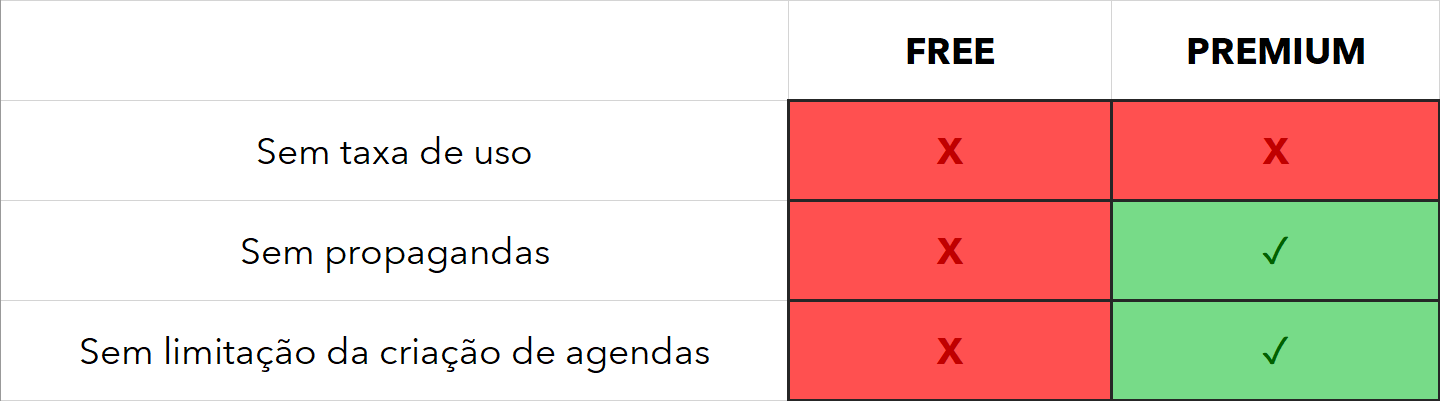 FREE PREMIUM
Sem taxa de uso X X
Sem propagandas X ✓
Sem limitação da criação de agendas X ✓